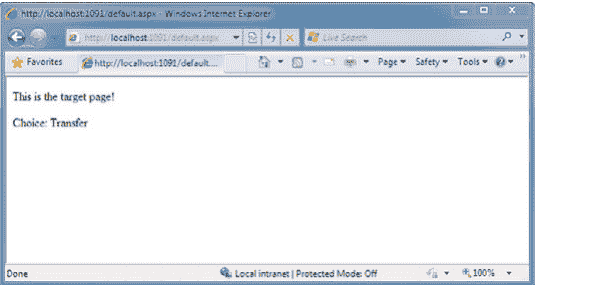 http://localhost:1091/default.aspx - Windows Internet Explorer
http://localhost:1091/default.aspx Live Search
Favorites http://localhost:1091/default.... Page Safety Tools
This is the target page!
Choice: Transfer
Done Local intranet | Protected Mode: Off 100%